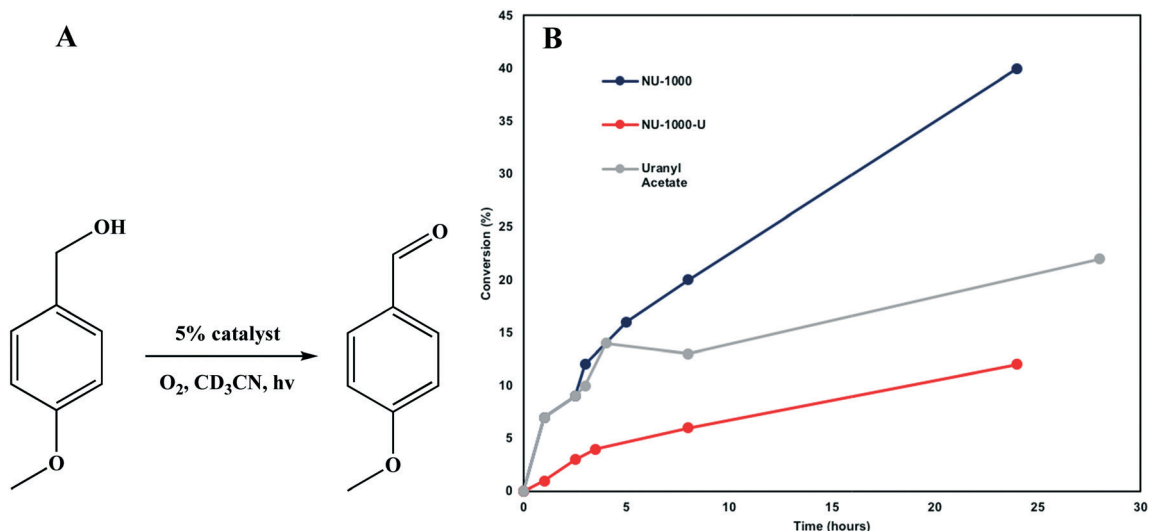 A
OH
O
5% catalyst
O2, CD3CN, hv
O
O
B
45
40
35
30
25
20
15
10
5
0
Conversion (%)
NU-1000
NU-1000-U
Uranyl
Acetate
0
5
10
15
20
25
30
Time (hours)